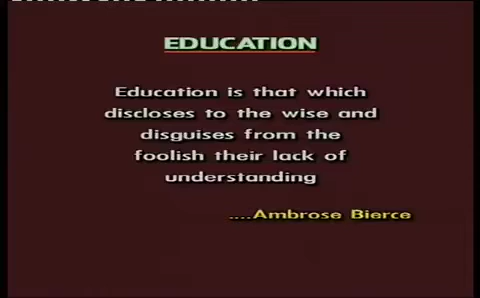 EDUCATION
Education is that which
discloses to the wise and
disguises from the
foolish their lack of
understanding
....Ambrose Bierce